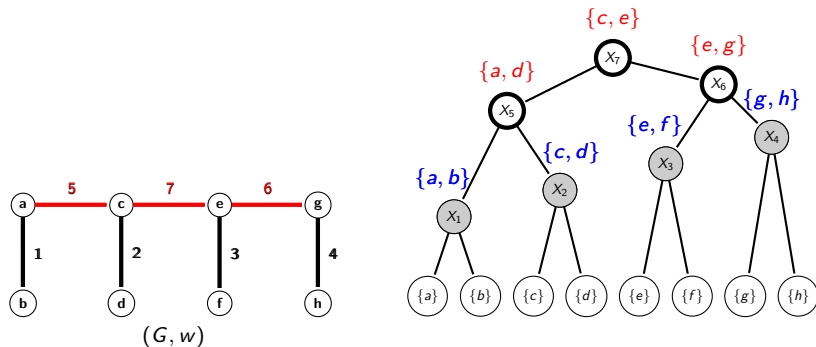 {c, e}
{e, g}
X7
{a, d}
X6
{g, h}
X5
{e, f}
X4
{c, d}
X3
{a, b}
5 7 6
X2
a c e g
X1
1 2 3 4
{a} {b} {c} {d} {e} {f} {g} {h}
b d f h
(G, w)